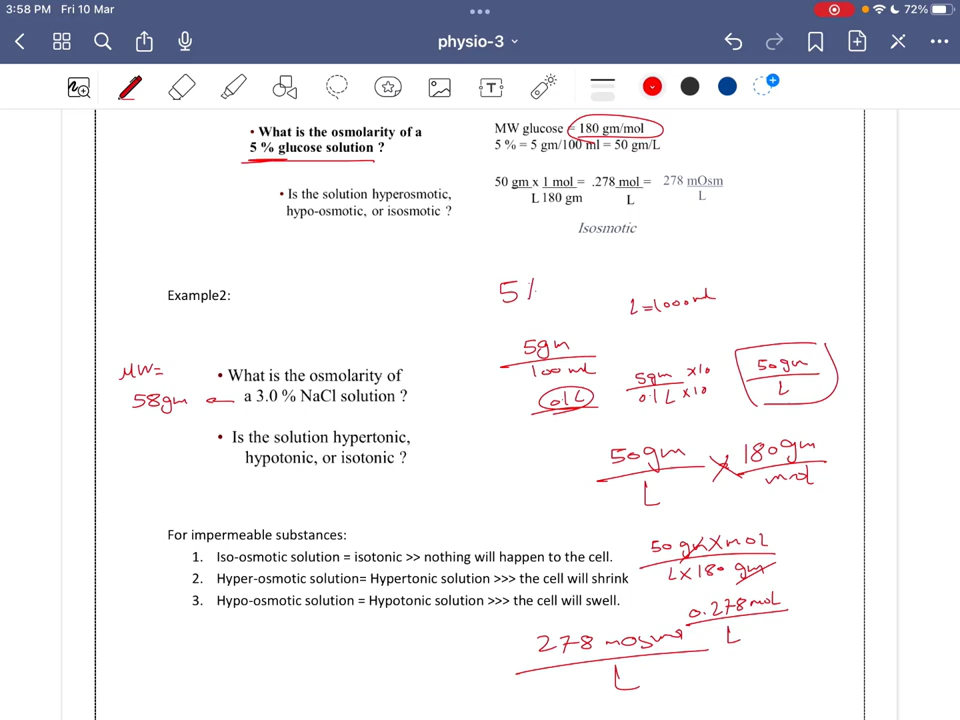 3:58 PM Fri 10 Mar
72%
physio-3
• What is the osmolarity of a
5 % glucose solution ?
MW glucose = 180 gm/mol
5 % = 5 gm/100 ml = 50 gm/L
• Is the solution hyperosmotic,
hypo-osmotic, or isosmotic ?
50 gm x 1 mol = .278 mol = 278 mOsm
L 180 gm L L
Isosmotic
Example2:
5 %
L=1000ml
5gm
100 ml
0.1 L
5gm x10
0.1 L x10
50gm
L
MW=
58gm
• What is the osmolarity of
a 3.0 % NaCl solution ?
• Is the solution hypertonic,
hypotonic, or isotonic ?
50gm X 180gm
L mol
For impermeable substances:
1. Iso-osmotic solution = isotonic >> nothing will happen to the cell.
2. Hyper-osmotic solution= Hypertonic solution >>> the cell will shrink
3. Hypo-osmotic solution = Hypotonic solution >>> the cell will swell.
50 gm X mol
L X 180 gm
0.278 mol
L
278 mosm
L